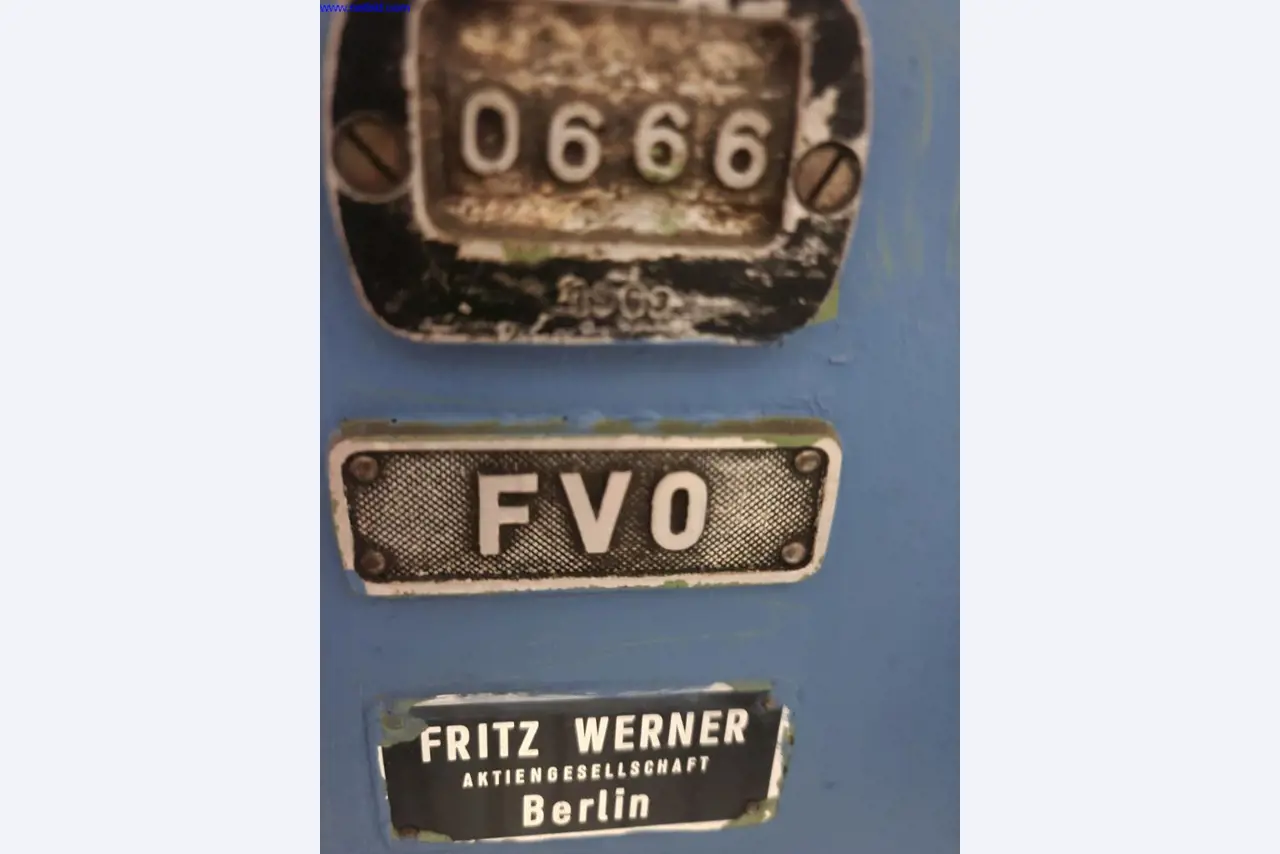 0666
FVO
FRITZ WERNER
AKTIENGESELLSCHAFT
Berlin